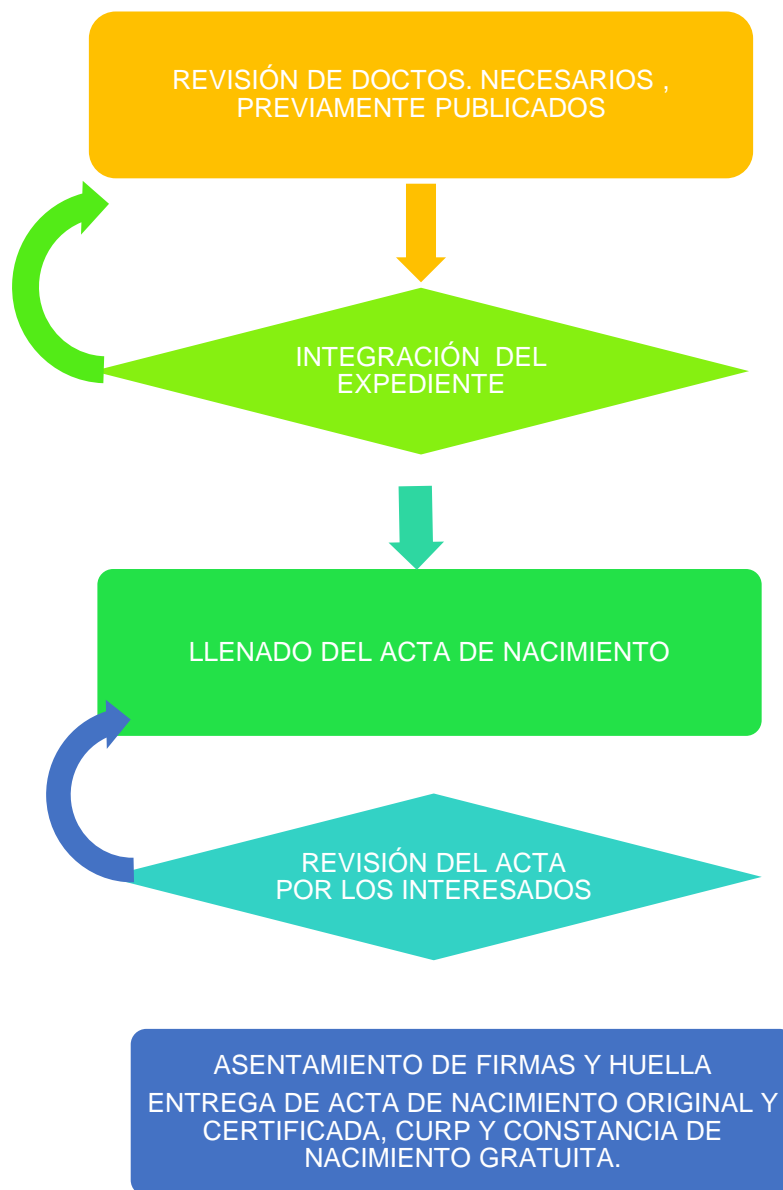 REVISIÓN DE DOCTOS. NECESARIOS ,
PREVIAMENTE PUBLICADOS
INTEGRACIÓN DEL
EXPEDIENTE
LLENADO DEL ACTA DE NACIMIENTO
REVISIÓN DEL ACTA
POR LOS INTERESADOS
ASENTAMIENTO DE FIRMAS Y HUELLA
ENTREGA DE ACTA DE NACIMIENTO ORIGINAL Y
CERTIFICADA, CURP Y CONSTANCIA DE
NACIMIENTO GRATUITA.